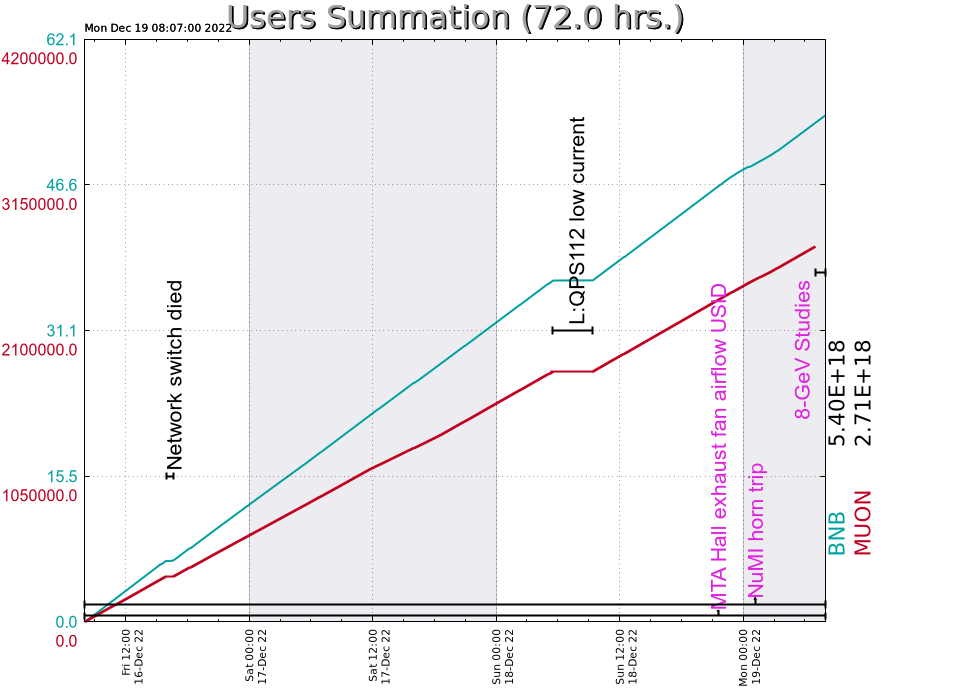 Users Summation (72.0 hrs.)
Mon Dec 19 08:07:00 2022
62.1
4200000.0
46.6
3150000.0
31.1
2100000.0
15.5
1050000.0
0.0
0.0
Network switch died
L:QPS112 low current
MTA Hall exhaust fan airflow USID
NuMI horn trip
8-GeV Studies
BNB 5.40E+18
MUON 2.71E+18
Fri 12:00
16-Dec 22
Sat 00:00
17-Dec 22
Sat 12:00
17-Dec 22
Sun 00:00
18-Dec 22
Sun 12:00
18-Dec 22
Mon 00:00
19-Dec 22